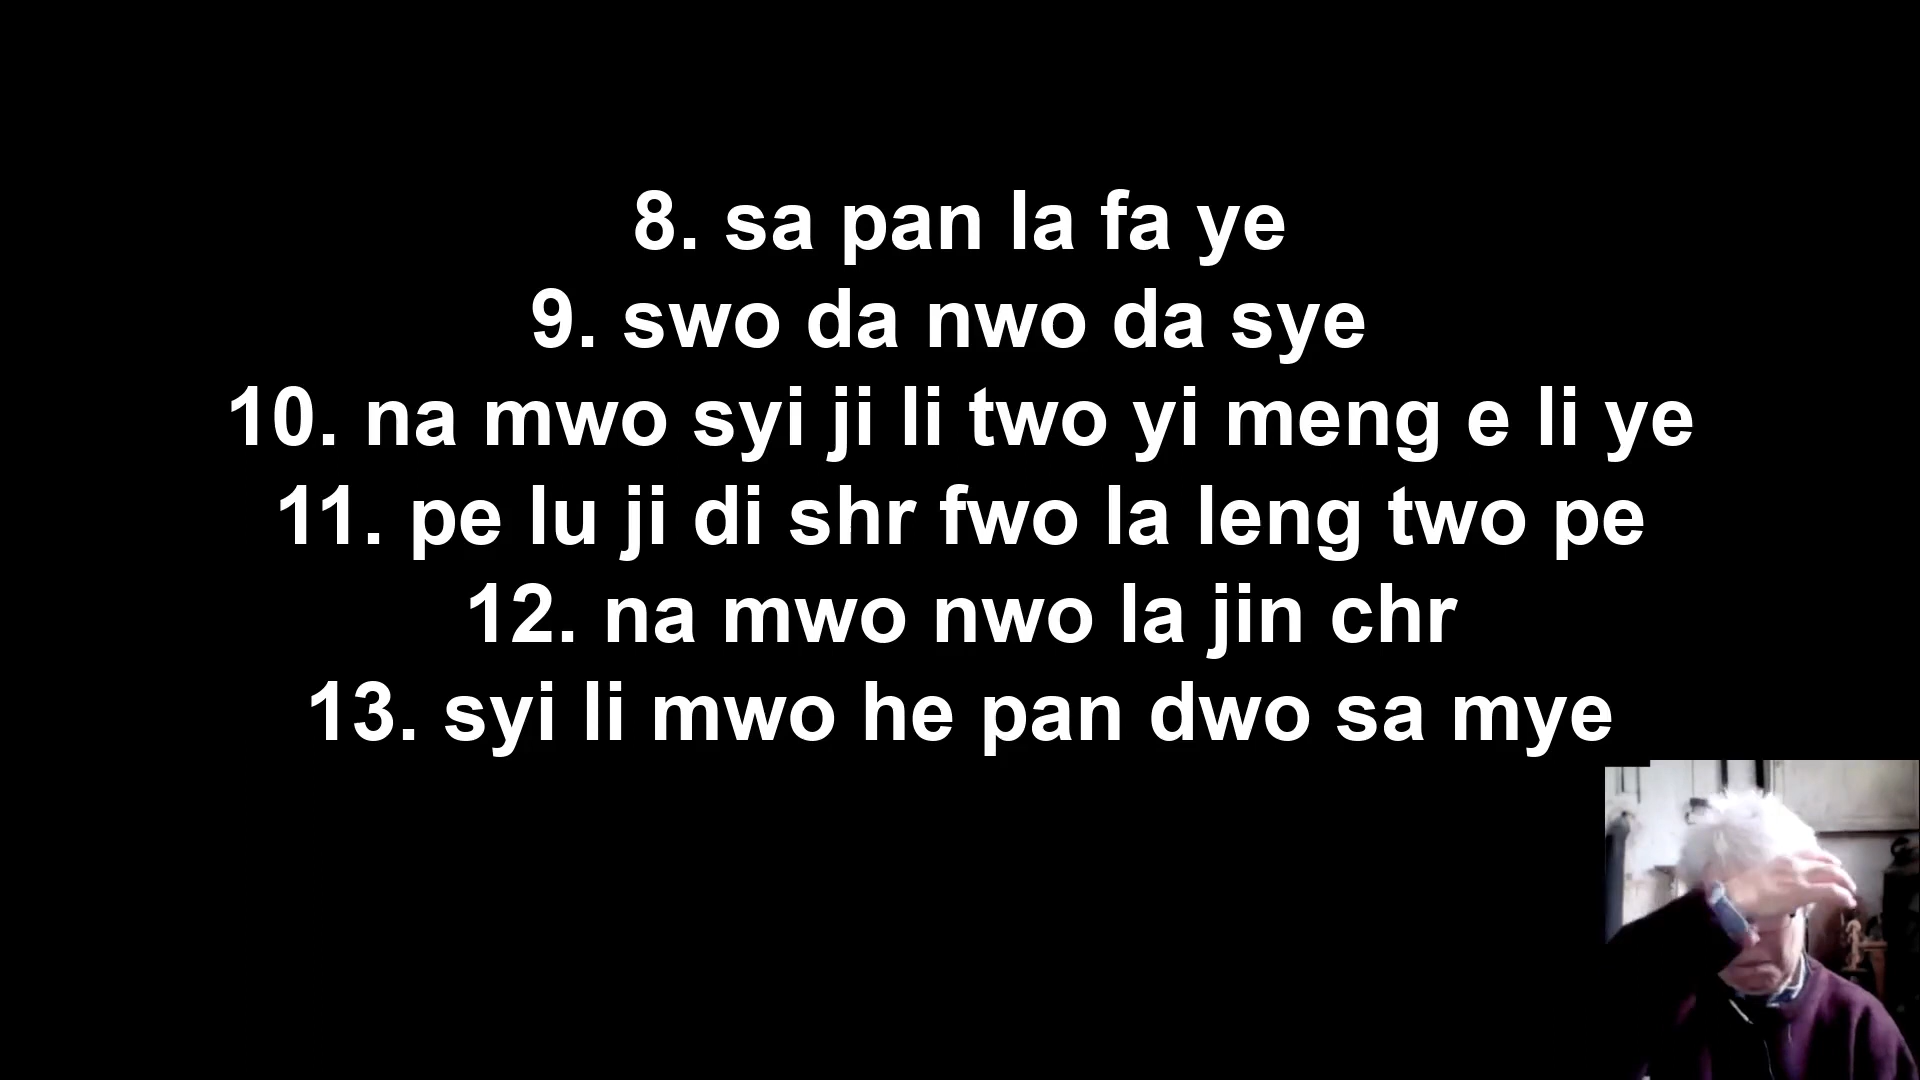 8. sa pan la fa ye
9. swo da nwo da sye
10. na mwo syi ji li two yi meng e li ye
11. pe lu ji di shr fwo la leng two pe
12. na mwo nwo la jin chr
13. syi li mwo he pan dwo sa mye